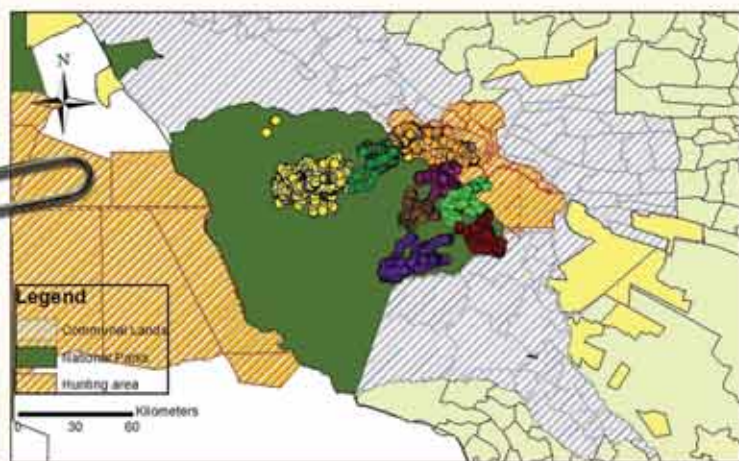 N
Legend
Communal Lands
National Parks
Hunting area
Kilometers
0 30 60